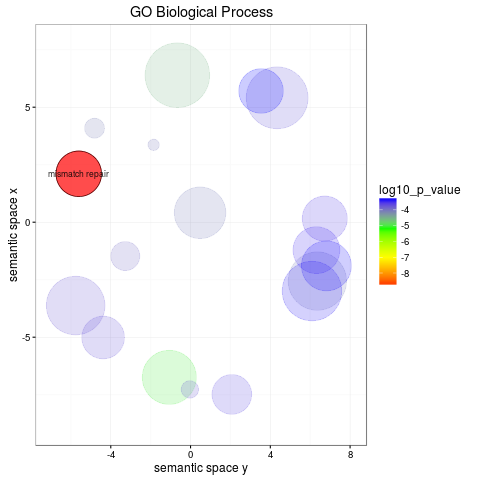 GO Biological Process
semantic space x
5
0
-5
mismatch repair
-4
0
4
8
semantic space y
log10_p_value
-4
-5
-6
-7
-8